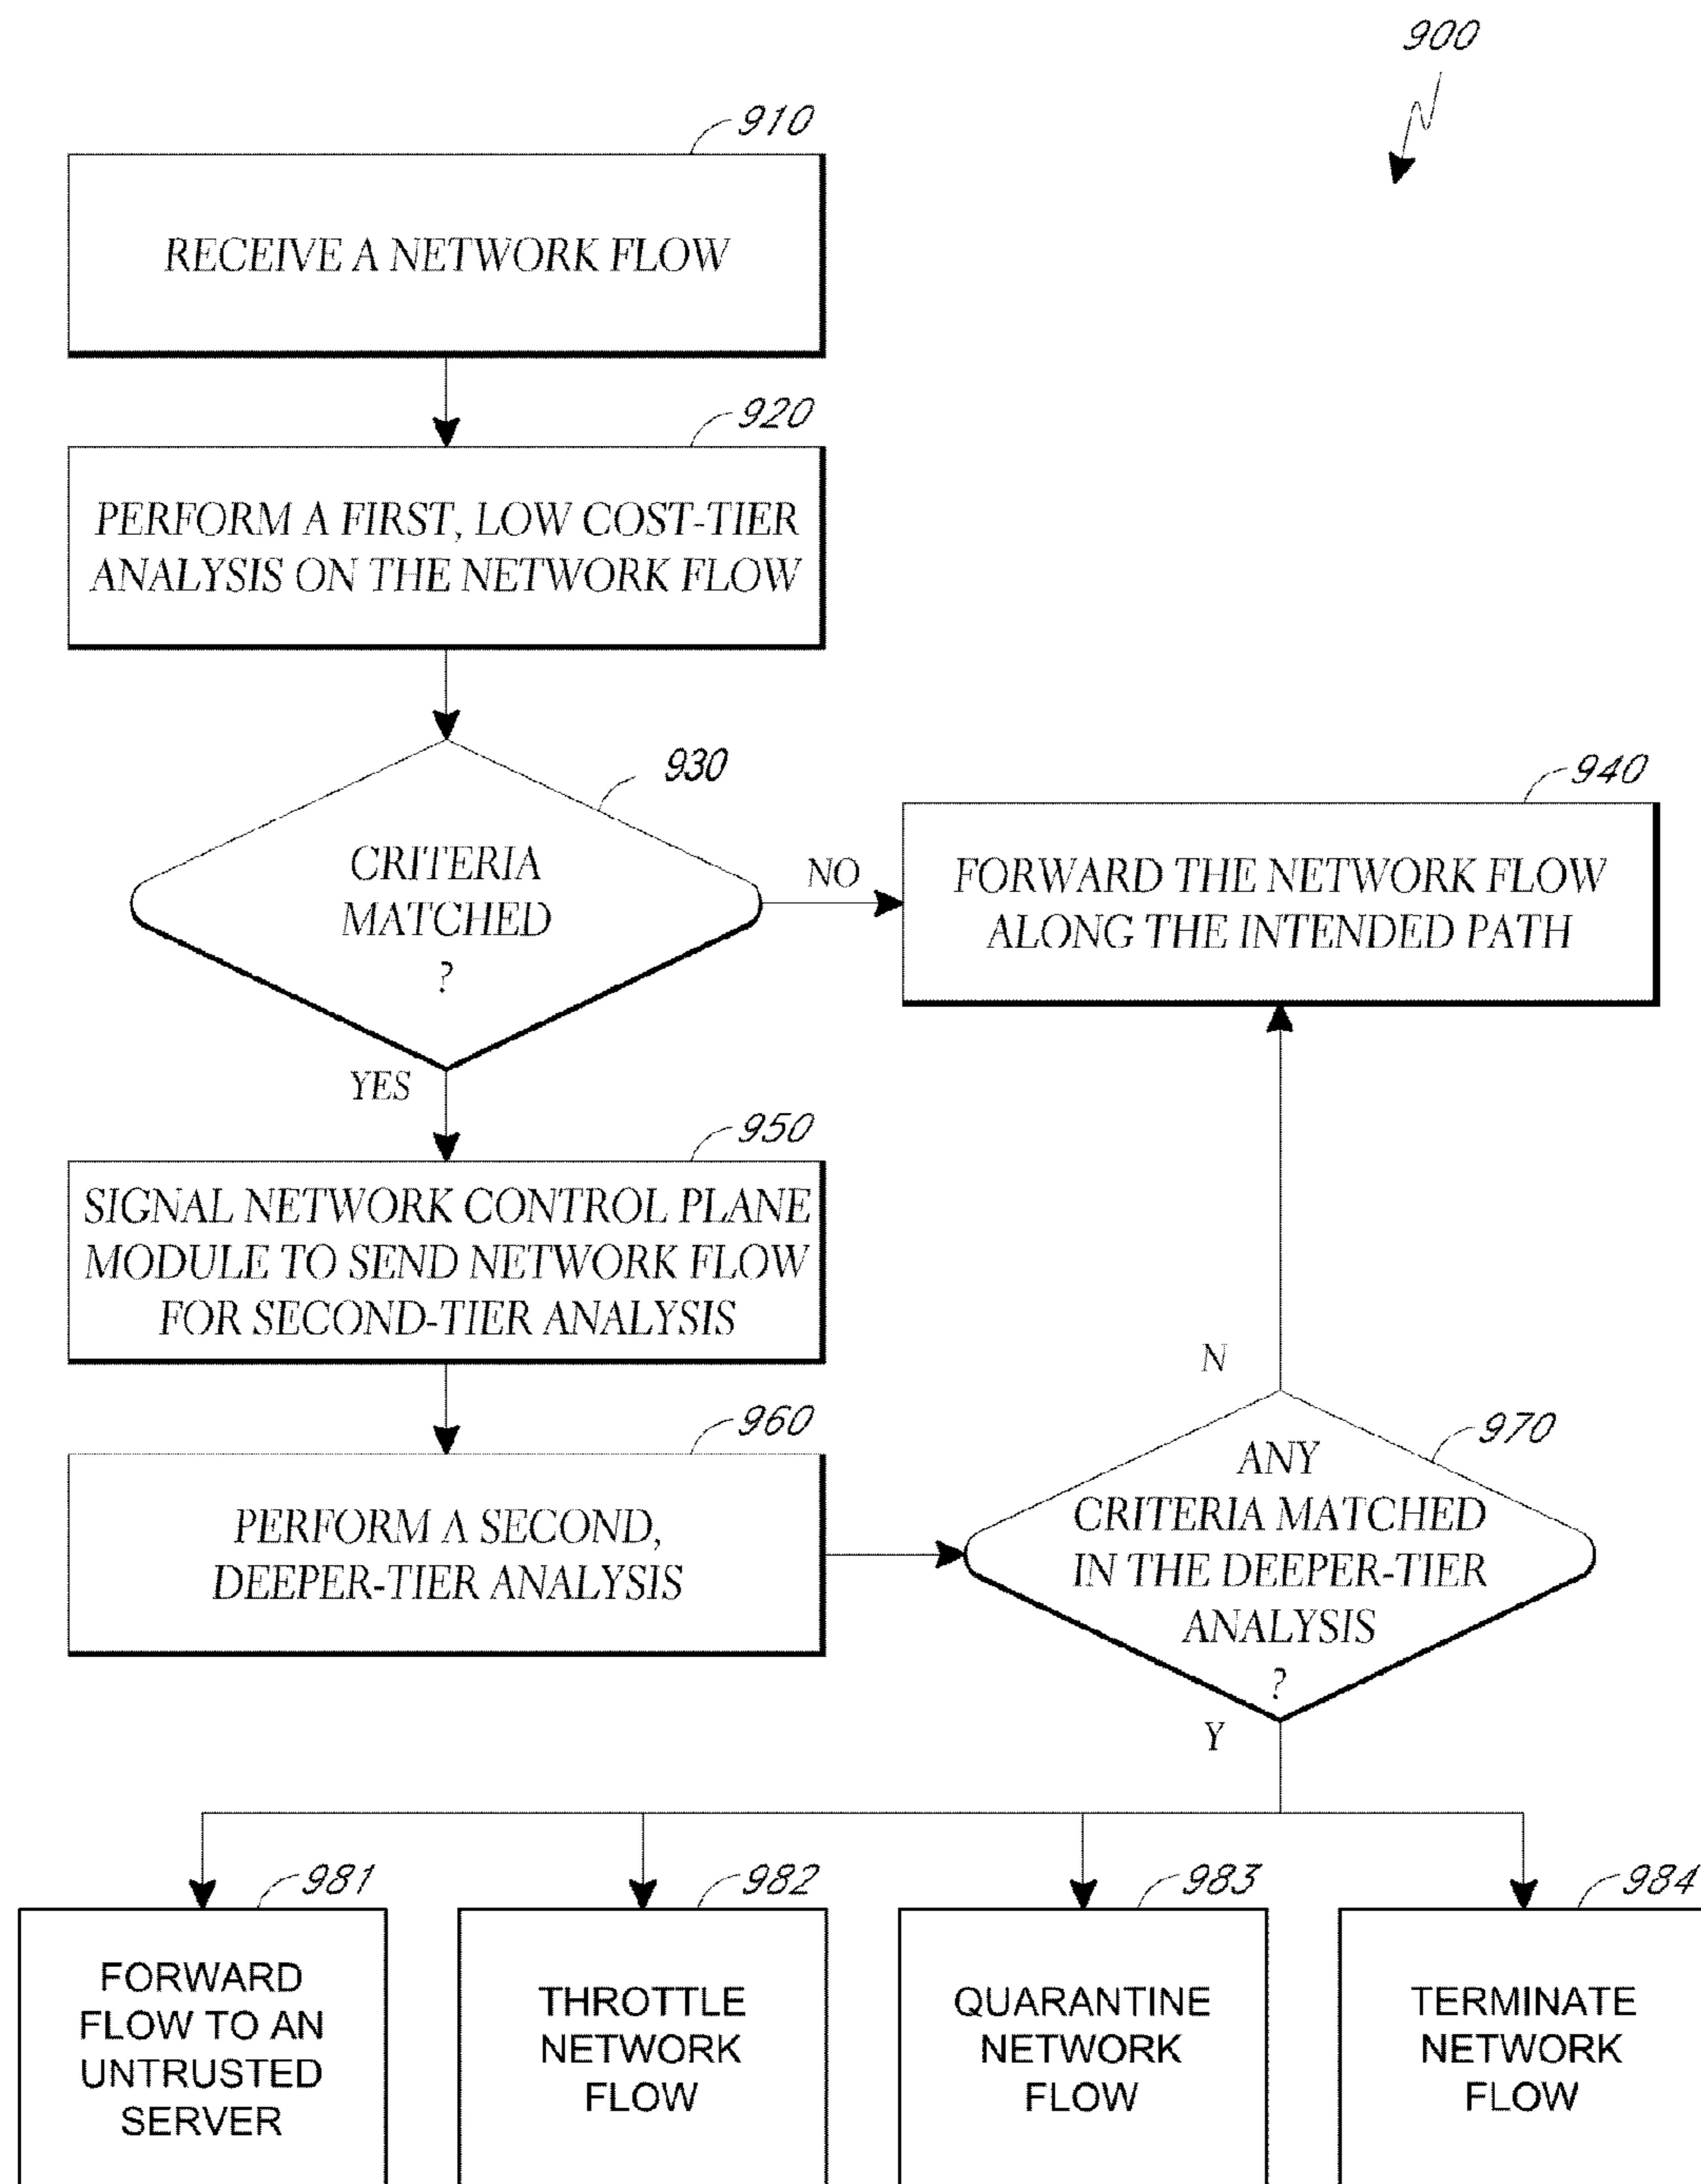 900
910
RECEIVE A NETWORK FLOW
920
PERFORM A FIRST, LOW COST-TIER
ANALYSIS ON THE NETWORK FLOW
930
CRITERIA
MATCHED
?
NO
940
FORWARD THE NETWORK FLOW
ALONG THE INTENDED PATH
YES
950
SIGNAL NETWORK CONTROL PLANE
MODULE TO SEND NETWORK FLOW
FOR SECOND-TIER ANALYSIS
960
PERFORM A SECOND,
DEEPER-TIER ANALYSIS
N
970
ANY
CRITERIA MATCHED
IN THE DEEPER-TIER
ANALYSIS
?
Y
981
FORWARD
FLOW TO AN
UNTRUSTED
SERVER
982
THROTTLE
NETWORK
FLOW
983
QUARANTINE
NETWORK
FLOW
984
TERMINATE
NETWORK
FLOW